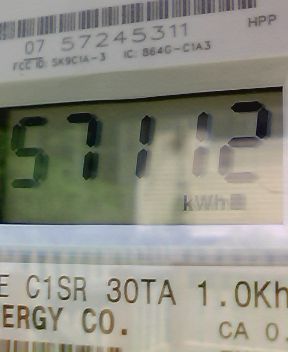 HPP
07 57245311
FCC ID: SK9C1A-3 IC: 864G-C1A3
57112
kWh
E C1SR 30TA 1.0Kh
ERGY CO.
CA 0.